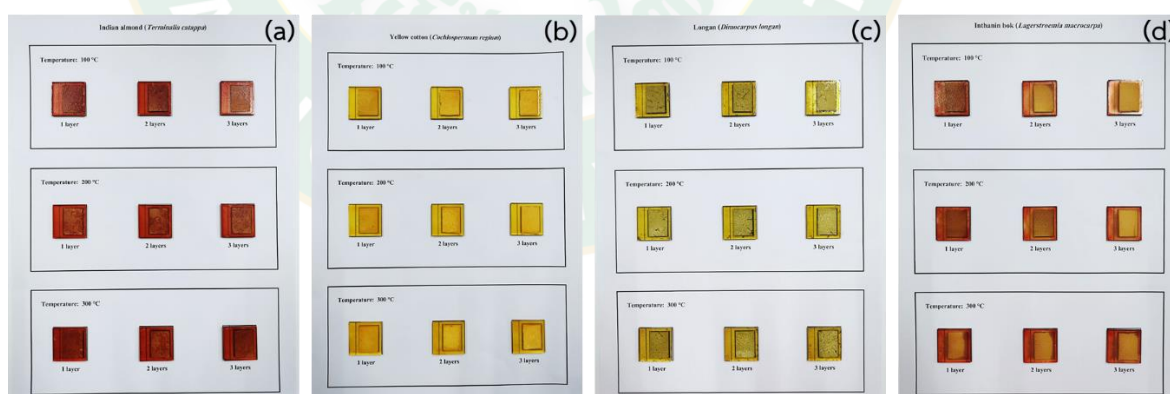 Indian almond (Terminalia catappa)
(a)
Temperature: 100 °C
1 layer
2 layers
3 layers
Temperature: 200 °C
1 layer
2 layers
3 layers
Temperature: 300 °C
1 layer
2 layers
3 layers
Yellow cotton (Cochlospermum regium)
(b)
Temperature: 100 °C
1 layer
2 layers
3 layers
Temperature: 200 °C
1 layer
2 layers
3 layers
Temperature: 300 °C
1 layer
2 layers
3 layers
Longan (Dimocarpus longan)
(c)
Temperature: 100 °C
1 layer
2 layers
3 layers
Temperature: 200 °C
1 layer
2 layers
3 layers
Temperature: 300 °C
1 layer
2 layers
3 layers
Inthanin bok (Lagerstroemia macrocarpa)
(d)
Temperature: 100 °C
1 layer
2 layers
3 layers
Temperature: 200 °C
1 layer
2 layers
3 layers
Temperature: 300 °C
1 layer
2 layers
3 layers